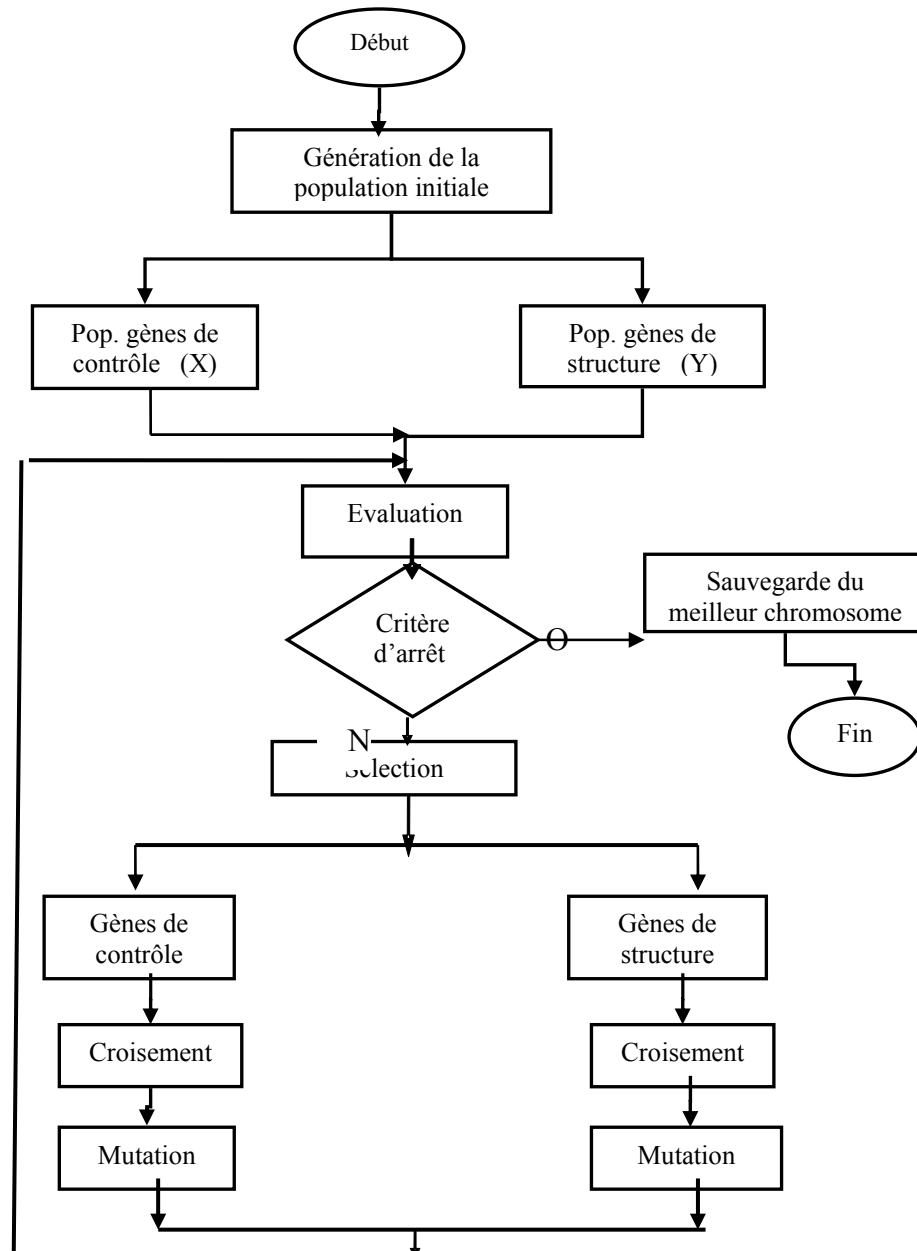 Début
Génération de la
population initiale
Pop. gènes de
contrôle (X)
Pop. gènes de
structure (Y)
Evaluation
Sauvegarde du
meilleur chromosome
Critère
d'arrêt
O
Fin
N
Sélection
Gènes de
contrôle
Gènes de
structure
Croisement
Croisement
Mutation
Mutation